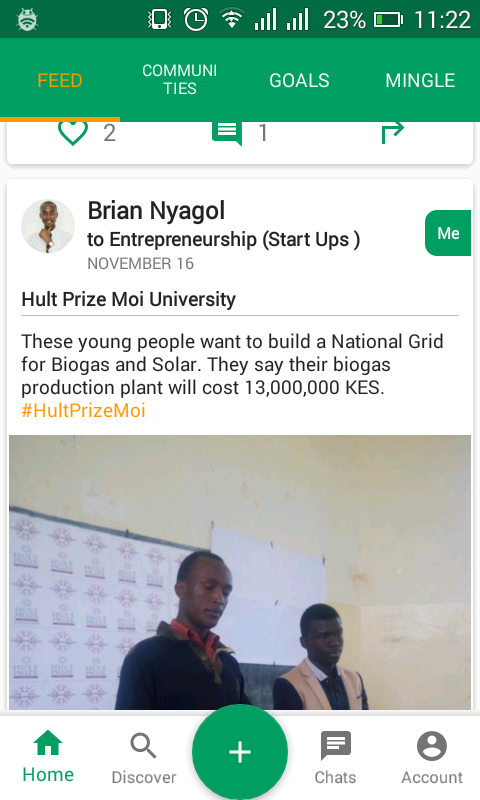 23% 11:22
FEED
COMMUNI
TIES
GOALS
MINGLE
2 1
Brian Nyagol
to Entrepreneurship (Start Ups )
NOVEMBER 16
Me
Hult Prize Moi University
These young people want to build a National Grid
for Biogas and Solar. They say their biogas
production plant will cost 13,000,000 KES.
#HultPrizeMoi
Home
Discover
+
Chats
Account